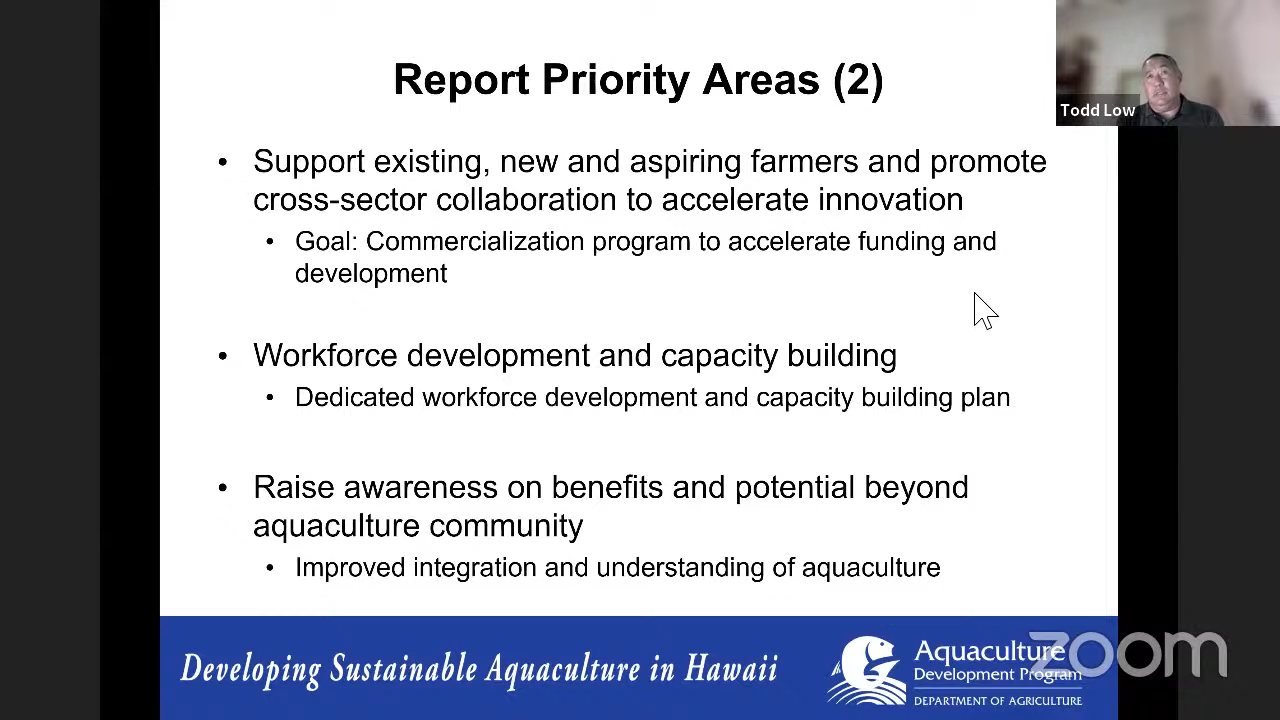 Report Priority Areas (2)
Todd Low
• Support existing, new and aspiring farmers and promote
cross-sector collaboration to accelerate innovation
• Goal: Commercialization program to accelerate funding and
development
• Workforce development and capacity building
• Dedicated workforce development and capacity building plan
• Raise awareness on benefits and potential beyond
aquaculture community
• Improved integration and understanding of aquaculture
Developing Sustainable Aquaculture in Hawaii
Aquaculture
Development Program
DEPARTMENT OF AGRICULTURE
zoom